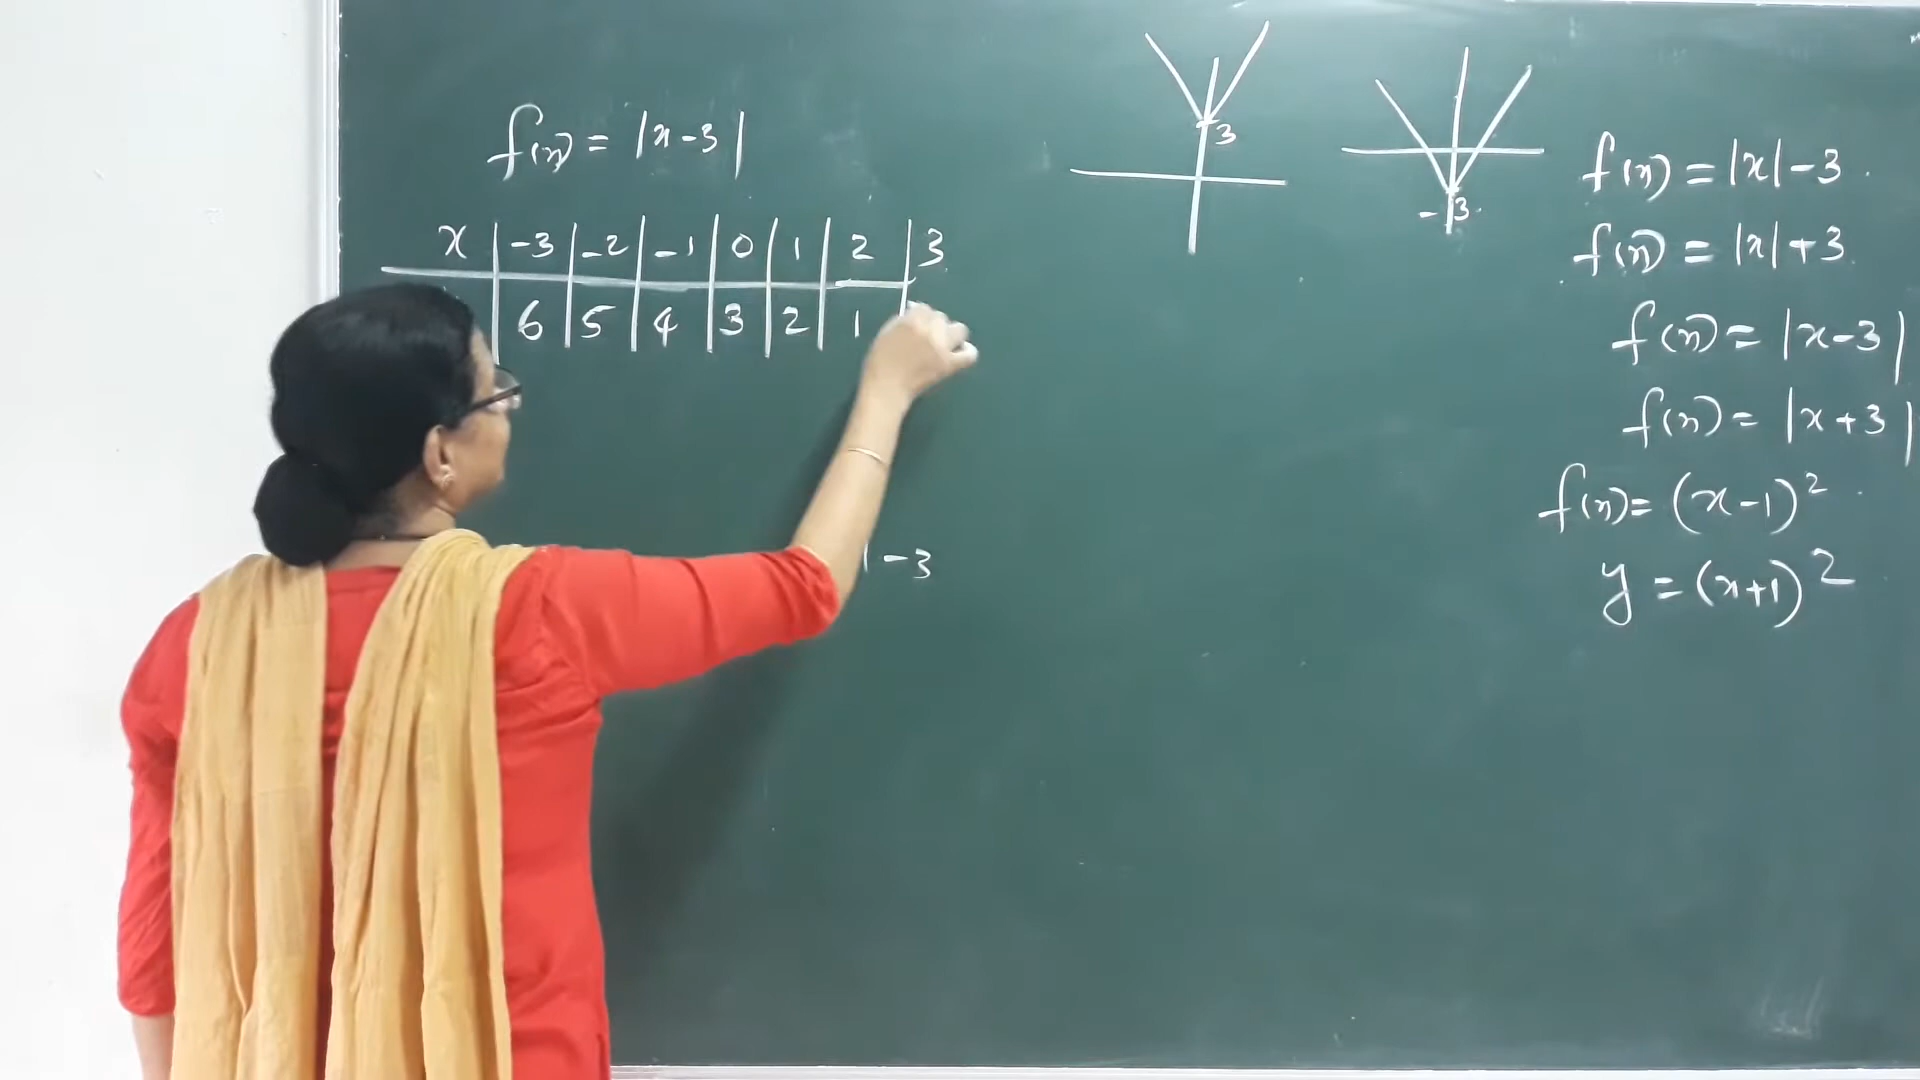 f(x) = |x-3|
x | -3 | -2 | -1 | 0 | 1 | 2 | 3
6 | 5 | 4 | 3 | 2 | 1
| -3
3
-3
f(x) = |x|-3
f(x) = |x|+3
f(x) = |x-3|
f(x) = |x+3|
f(x) = (x-1)²
y = (x+1)²